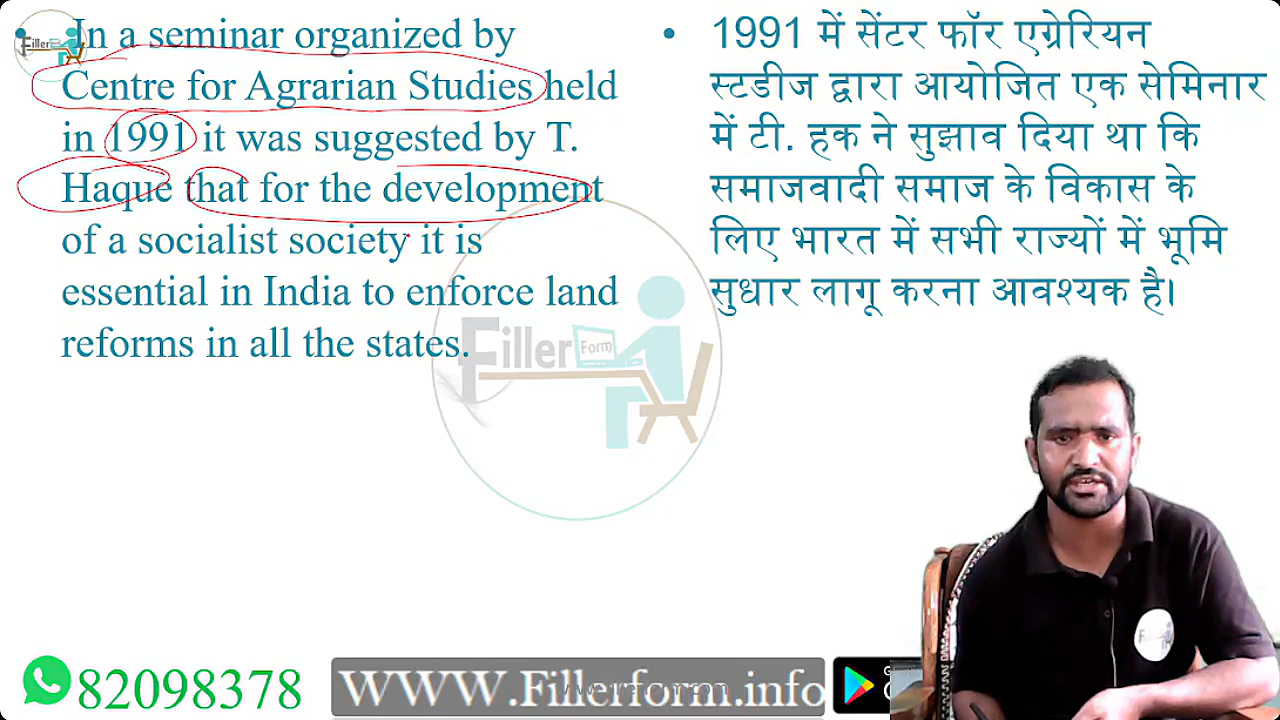 • In a seminar organized by
Centre for Agrarian Studies held
in 1991 it was suggested by T.
Haque that for the development
of a socialist society it is
essential in India to enforce land
reforms in all the states.
• 1991 में सेंटर फॉर एग्रेरियन
स्टडीज द्वारा आयोजित एक सेमिनार
में टी. हक ने सुझाव दिया था कि
समाजवादी समाज के विकास के
लिए भारत में सभी राज्यों में भूमि
सुधार लागू करना आवश्यक है।
Filler Form
82098378
WWW.Fillerform.info